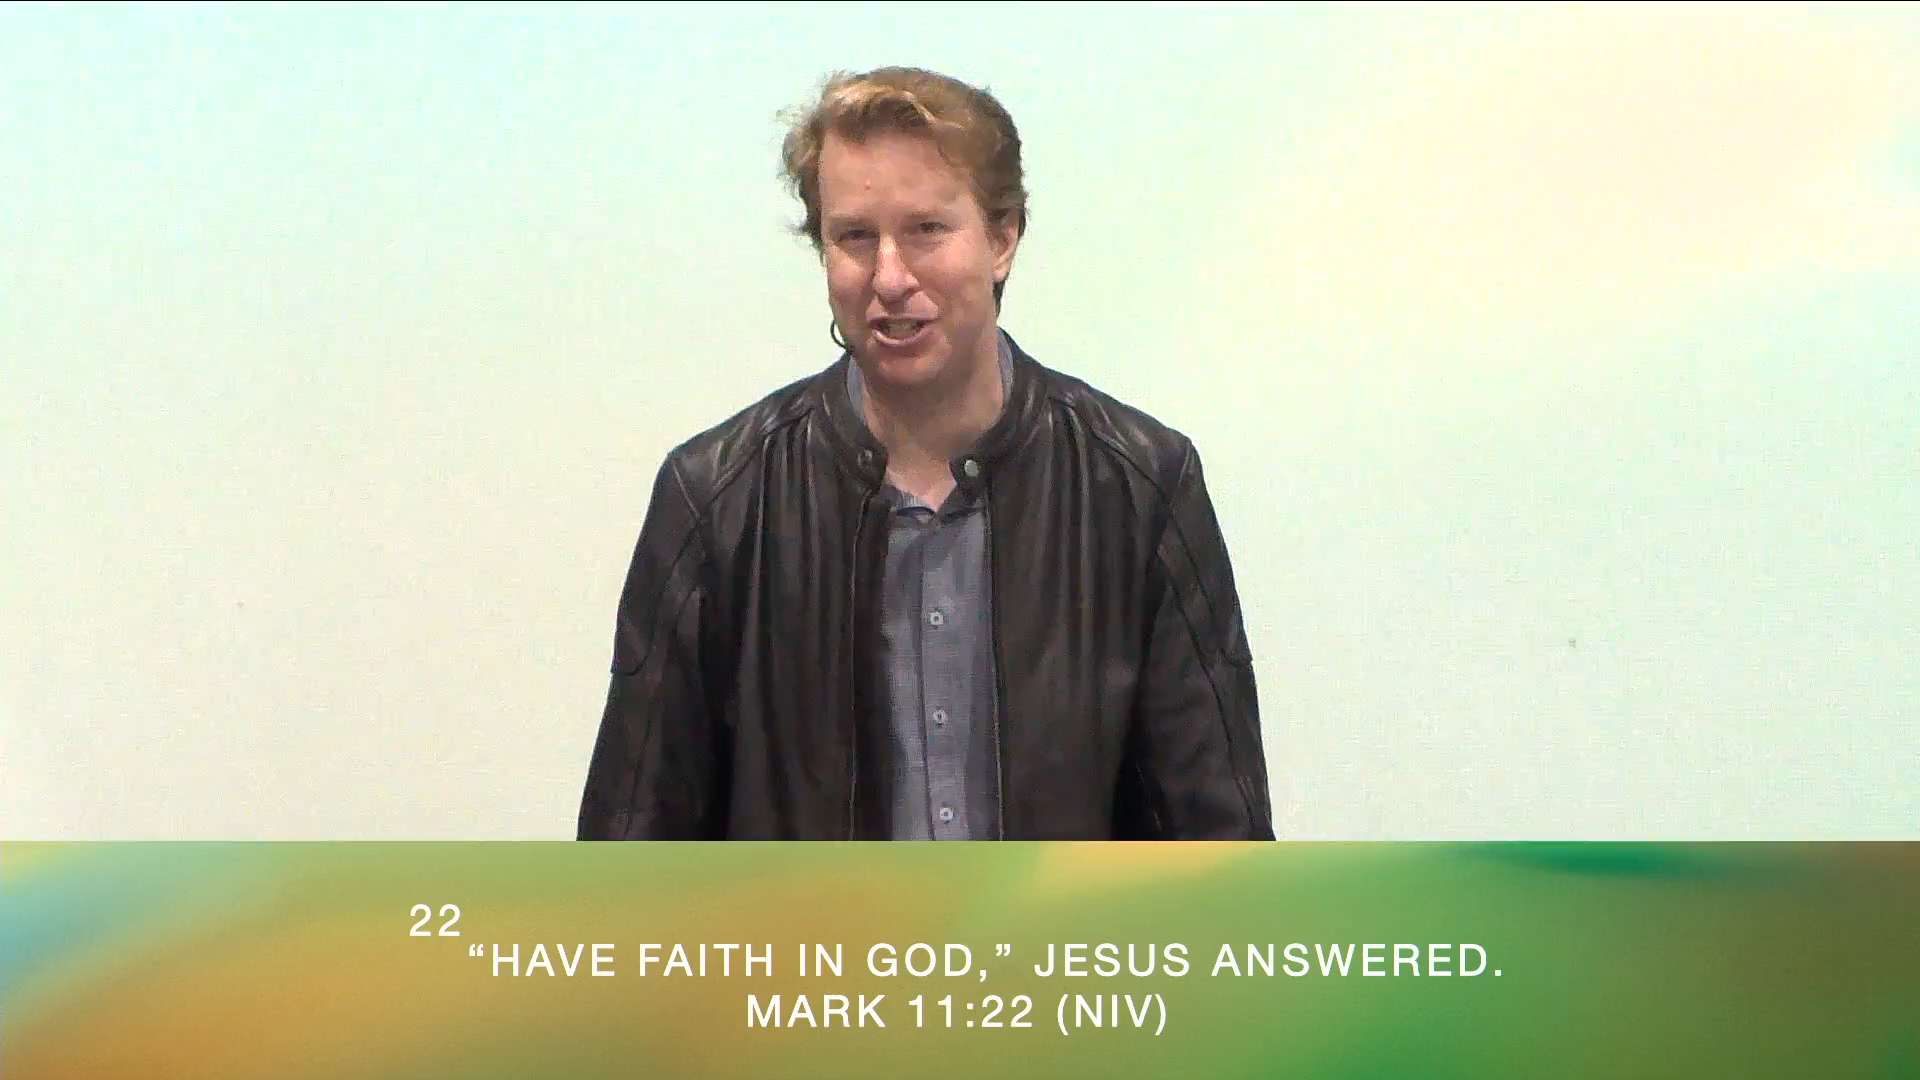 22
“HAVE FAITH IN GOD,” JESUS ANSWERED.
MARK 11:22 (NIV)